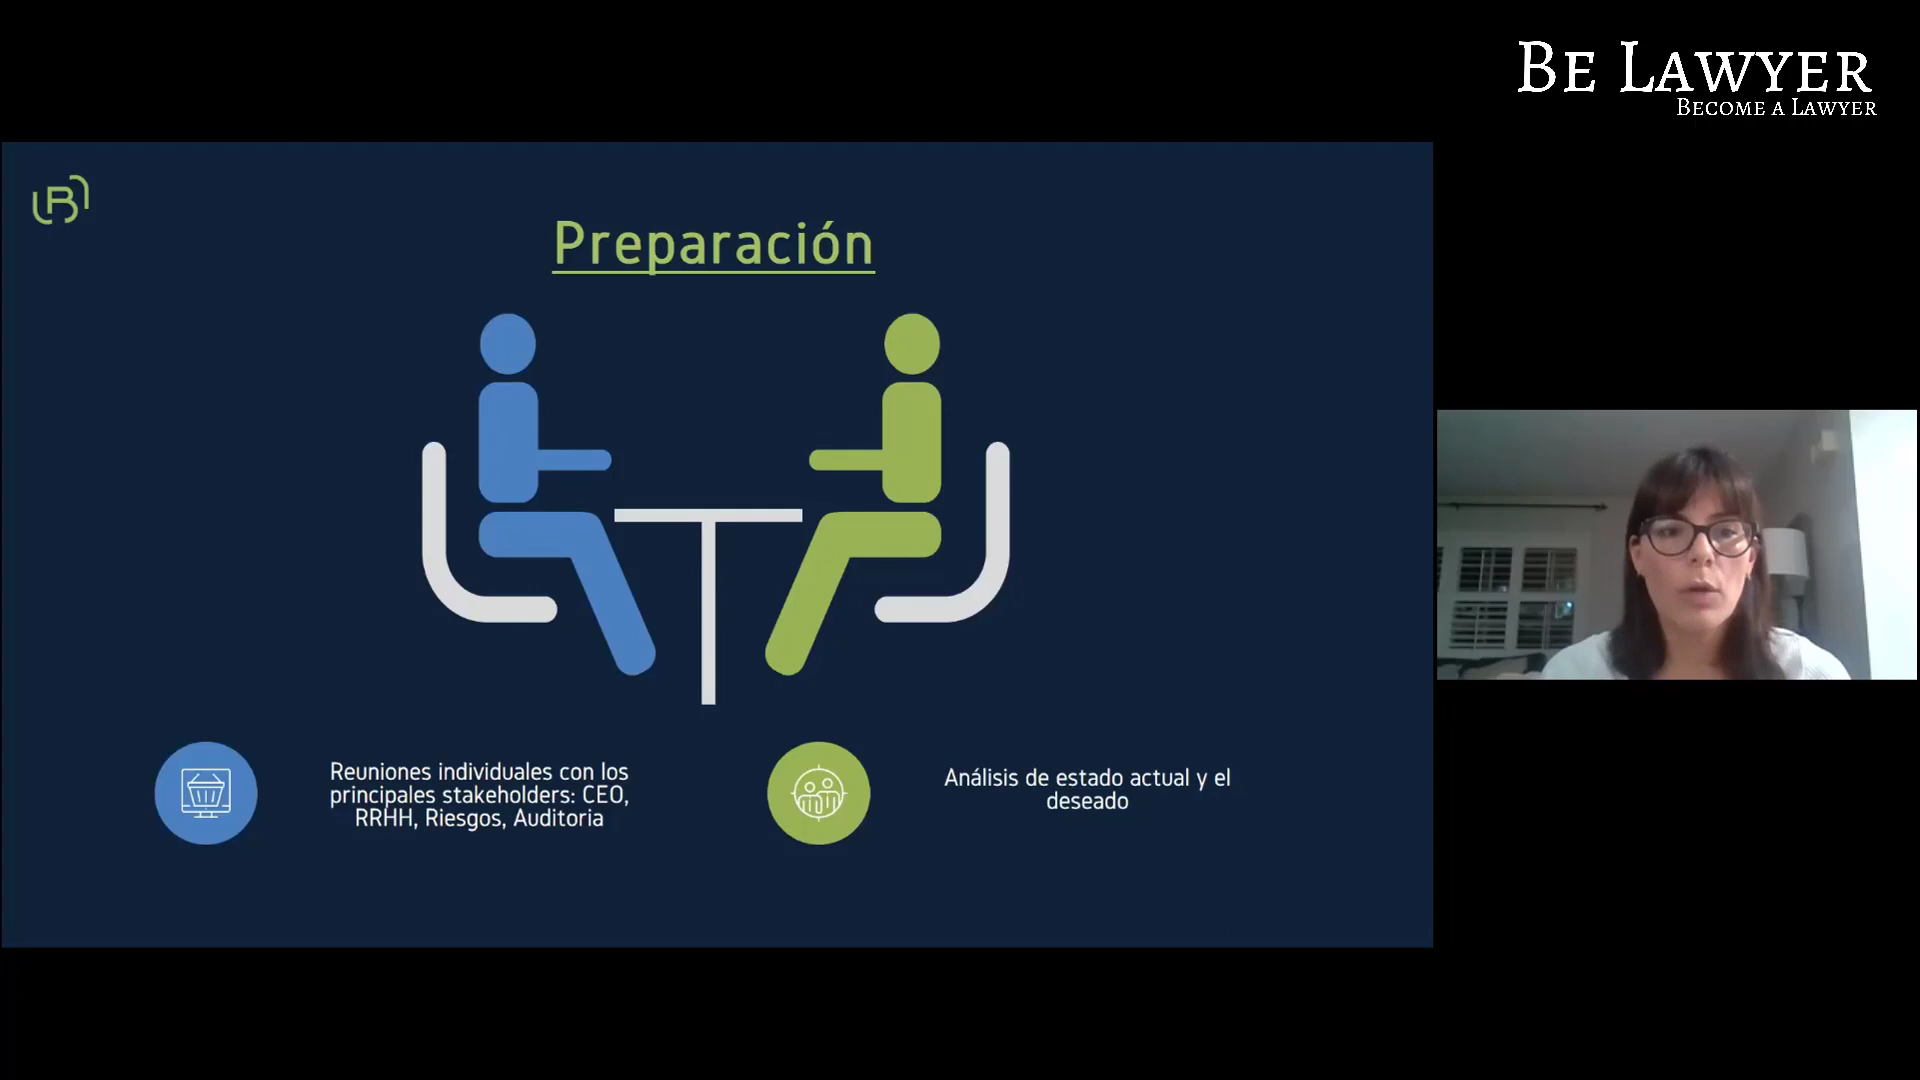 BE LAWYER
BECOME A LAWYER
Preparación
Reuniones individuales con los
principales stakeholders: CEO,
RRHH, Riesgos, Auditoria
Análisis de estado actual y el
deseado